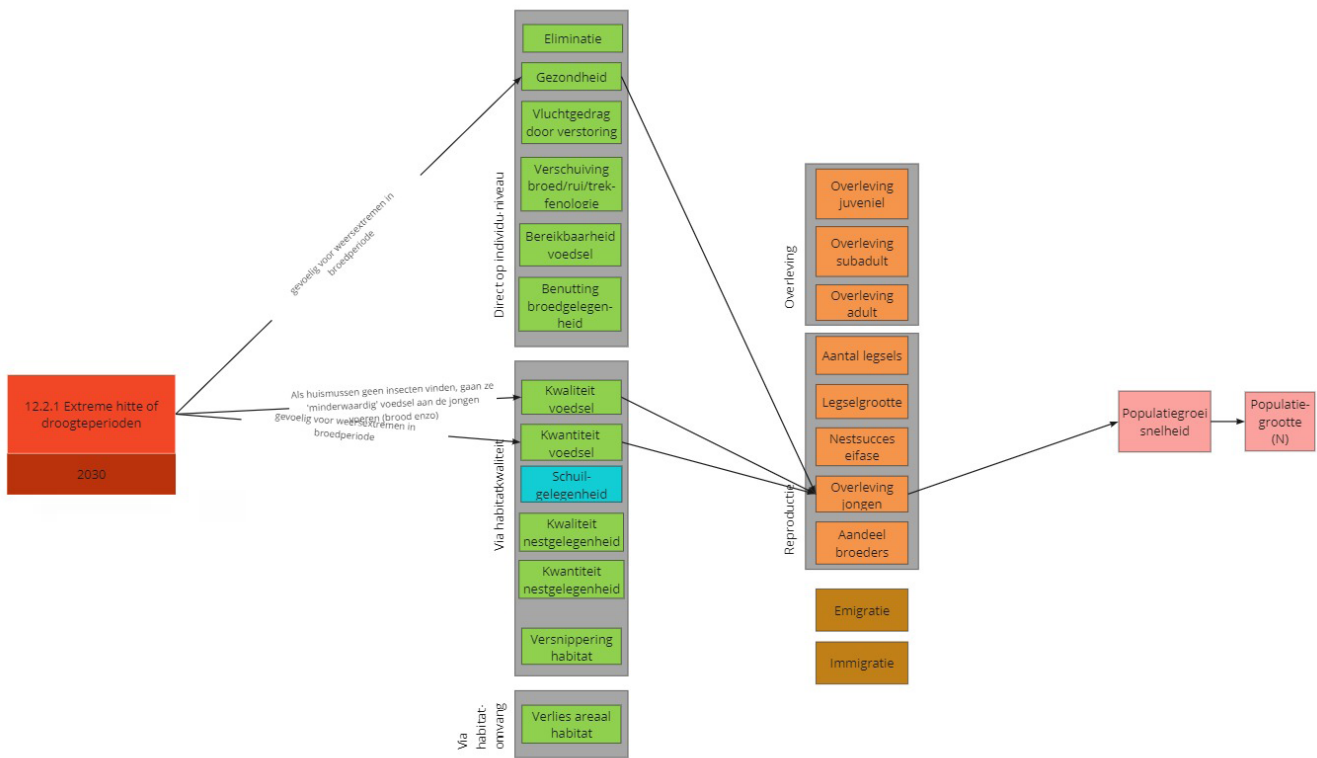 Eliminatie
Gezondheid
Vluchtgedrag
door verstoring
Verschuiving
broed/rui/trek-
fenologie
Bereikbaarheid
voedsel
Benutting
broedgelegen-
heid
Direct op individu-niveau
gevoelig voor weersextremen in
broedperiode
12.2.1 Extreme hitte of
droogteperioden
2030
Als huismussen geen insecten vinden, gaan ze
'minderwaardig' voedsel aan de jongen
voeren (brood enzo)
gevoelig voor weersextremen in
broedperiode
Kwaliteit
voedsel
Kwantiteit
voedsel
Schuil-
gelegenheid
Kwaliteit
nestgelegenheid
Kwantiteit
nestgelegenheid
Versnippering
habitat
Via habitatkwaliteit
Verlies areaal
habitat
Via
habitat-
omvang
Overleving
juveniel
Overleving
subadult
Overleving
adult
Overleving
Aantal legsels
Legselgrootte
Nestsucces
eifase
Overleving
jongen
Aandeel
broeders
Reproductie
Emigratie
Immigratie
Populatiegroei
snelheid
Populatie-
grootte
(N)